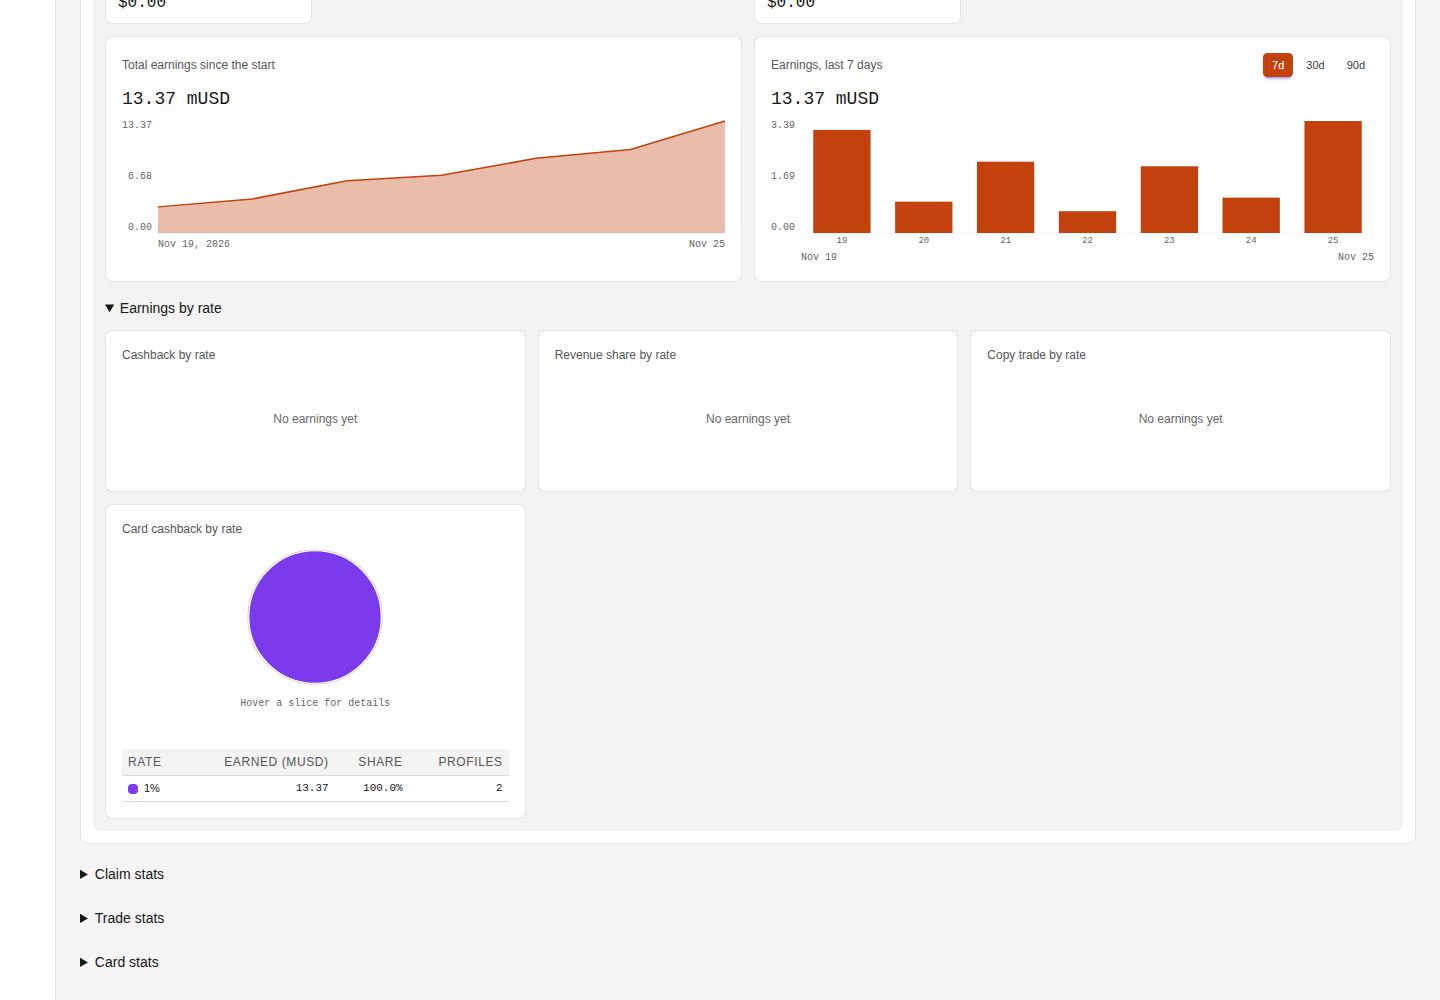 $0.00
$0.00
Total earnings since the start
13.37 mUSD
13.37
6.68
0.00
Nov 19, 2026
Nov 25
Earnings, last 7 days
7d
30d
90d
13.37 mUSD
3.39
1.69
0.00
19
20
21
22
23
24
25
Nov 19
Nov 25
Earnings by rate
Cashback by rate
No earnings yet
Revenue share by rate
No earnings yet
Copy trade by rate
No earnings yet
Card cashback by rate
Hover a slice for details
RATE EARNED (MUSD) SHARE PROFILES
1% 13.37 100.0% 2
Claim stats
Trade stats
Card stats